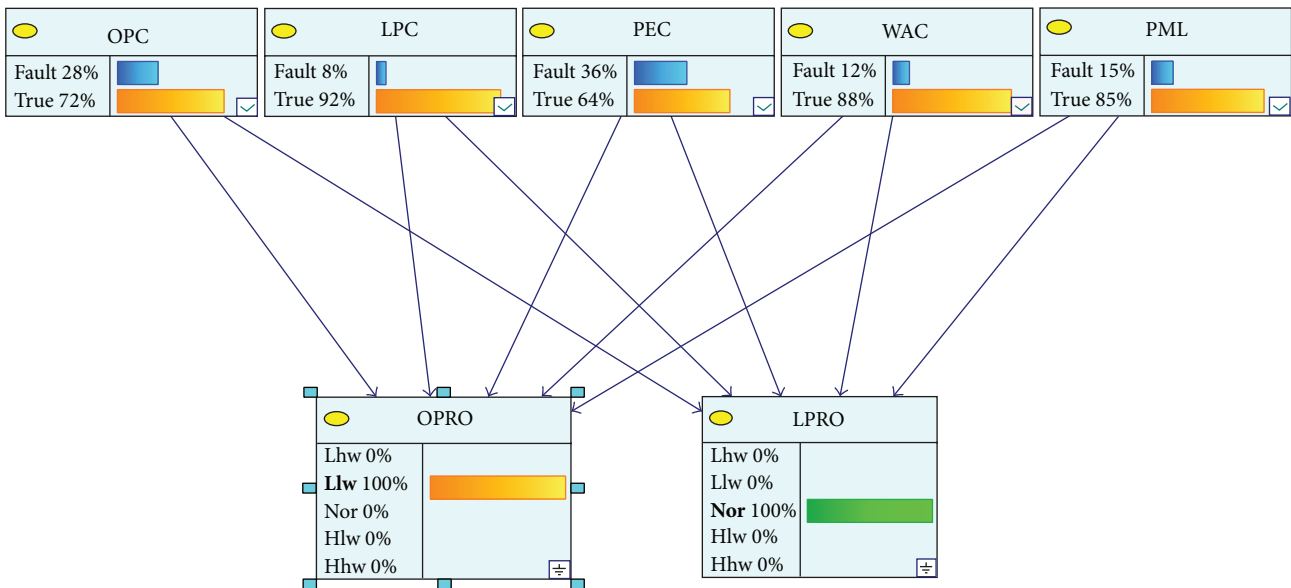 OPC
Fault 28%
True 72%
LPC
Fault 8%
True 92%
PEC
Fault 36%
True 64%
WAC
Fault 12%
True 88%
PML
Fault 15%
True 85%
OPRO
Lhw 0%
Llw 100%
Nor 0%
Hlw 0%
Hhw 0%
LPRO
Lhw 0%
Llw 0%
Nor 100%
Hlw 0%
Hhw 0%